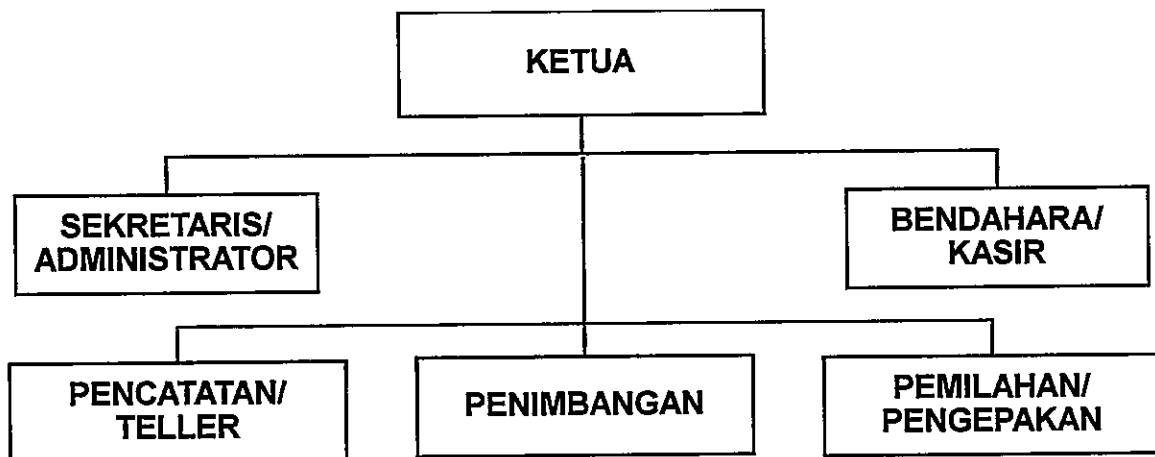 KETUA
SEKRETARIS/
ADMINISTRATOR
BENDAHARA/
KASIR
PENCATATAN/
TELLER
PENIMBANGAN
PEMILAHAN/
PENGEPAKAN